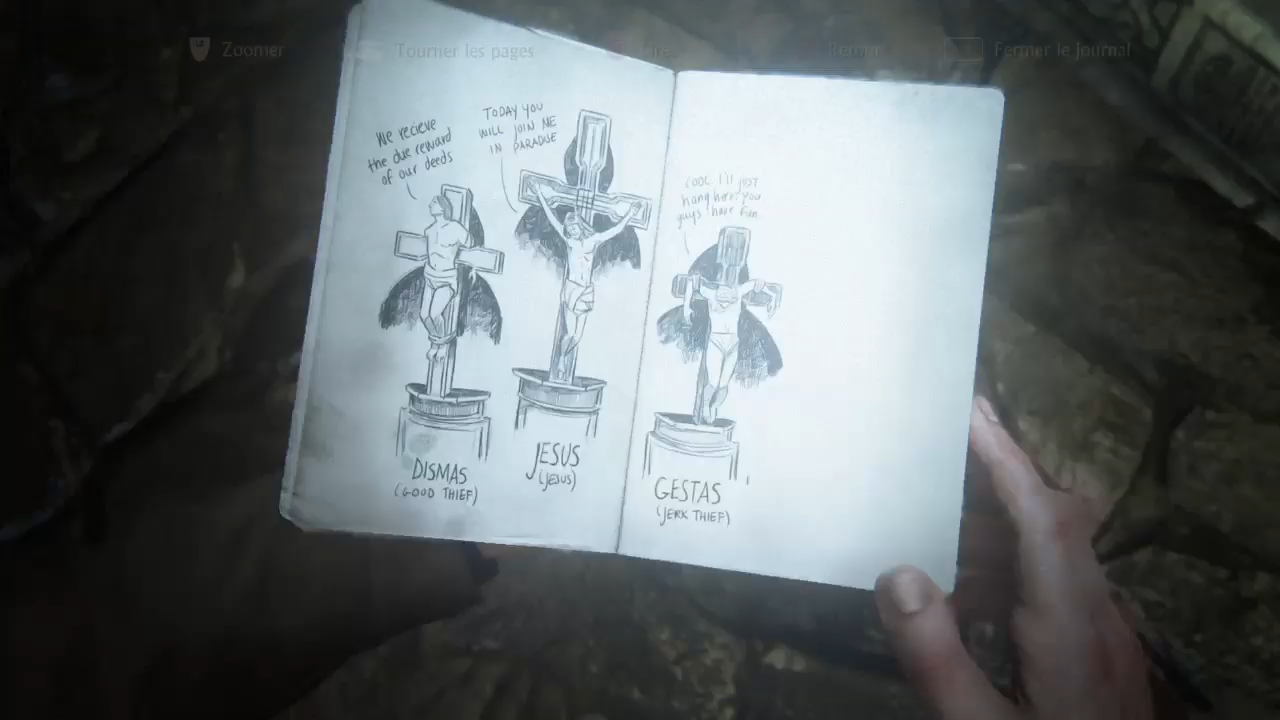 Zoomer
Tourner les pages
Lire
Retour
Fermer le journal
We recieve
the due reward
of our deeds
TODAY YOU
WILL JOIN ME
IN PARADISE
COOL I'll JUST
hang here. you
guys have fun.
DISMAS
(GOOD THIEF)
JESUS
(JESUS)
GESTAS
(JERK THIEF)